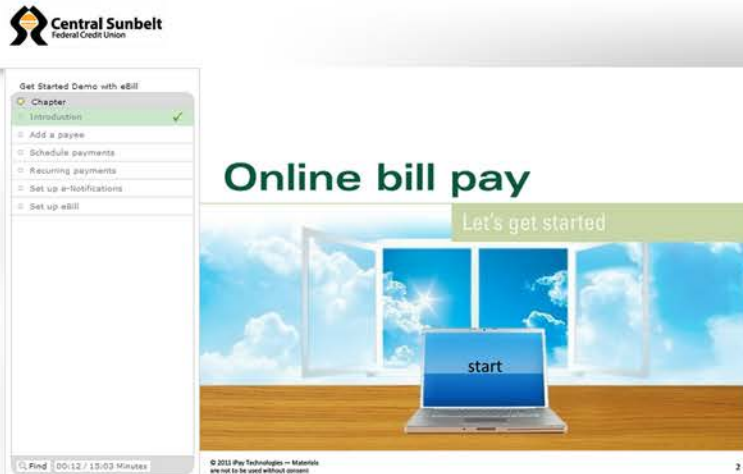 Central Sunbelt
Federal Credit Union
Get Started Demo with eBill
Chapter
Introduction
Add a payee
Schedule payments
Recurring payments
Set up e-Notifications
Set up eBill
Online bill pay
Let's get started
start
Find 00:12 / 15:03 Minutes
© 2011 iPay Technologies — Materials
are not to be used without consent
2